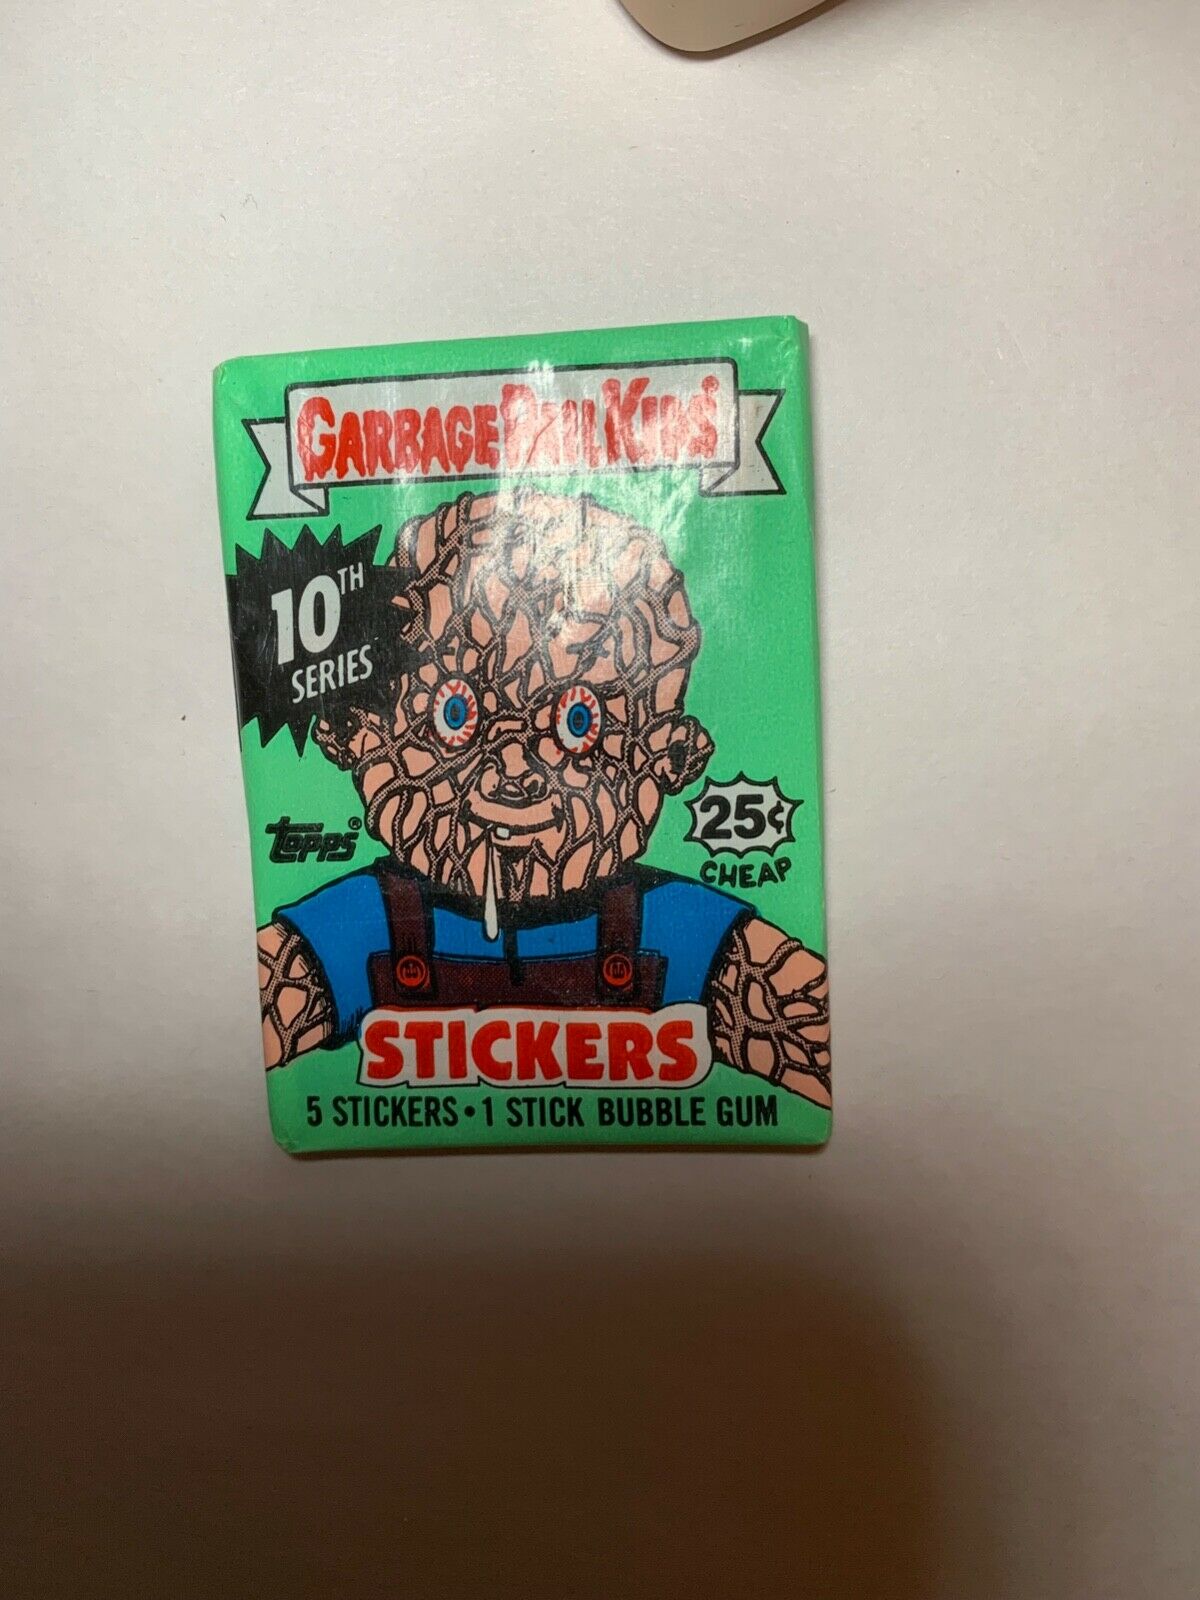 GARBAGE PAIL KIDS®
10TH
SERIES
topps®
25¢
CHEAP
STICKERS
5 STICKERS • 1 STICK BUBBLE GUM